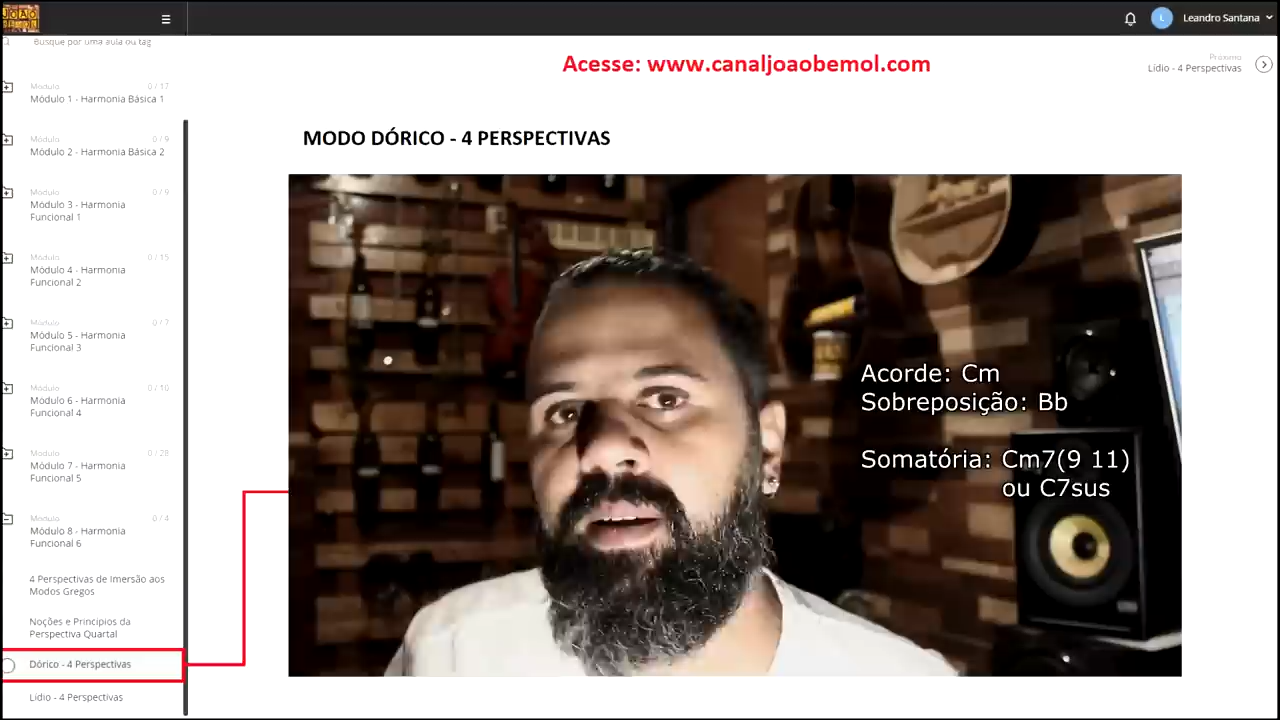 JOÃO
Leandro Santana
Busque por uma aula ou tag
Acesse: www.canaljoaobemol.com
Próximo
Lídio - 4 Perspectivas
Módulo 0 / 17
Módulo 1 - Harmonia Básica 1
Módulo 0 / 9
Módulo 2 - Harmonia Básica 2
Módulo 0 / 9
Módulo 3 - Harmonia
Funcional 1
Módulo 0 / 15
Módulo 4 - Harmonia
Funcional 2
Módulo 0 / 7
Módulo 5 - Harmonia
Funcional 3
Módulo 0 / 10
Módulo 6 - Harmonia
Funcional 4
Módulo 0 / 28
Módulo 7 - Harmonia
Funcional 5
Módulo 0 / 4
Módulo 8 - Harmonia
Funcional 6
4 Perspectivas de Imersão aos
Modos Gregos
Noções e Principios da
Perspectiva Quartal
Dórico - 4 Perspectivas
Lídio - 4 Perspectivas
MODO DÓRICO - 4 PERSPECTIVAS
Acorde: Cm
Sobreposição: Bb
Somatória: Cm7(9 11)
ou C7sus